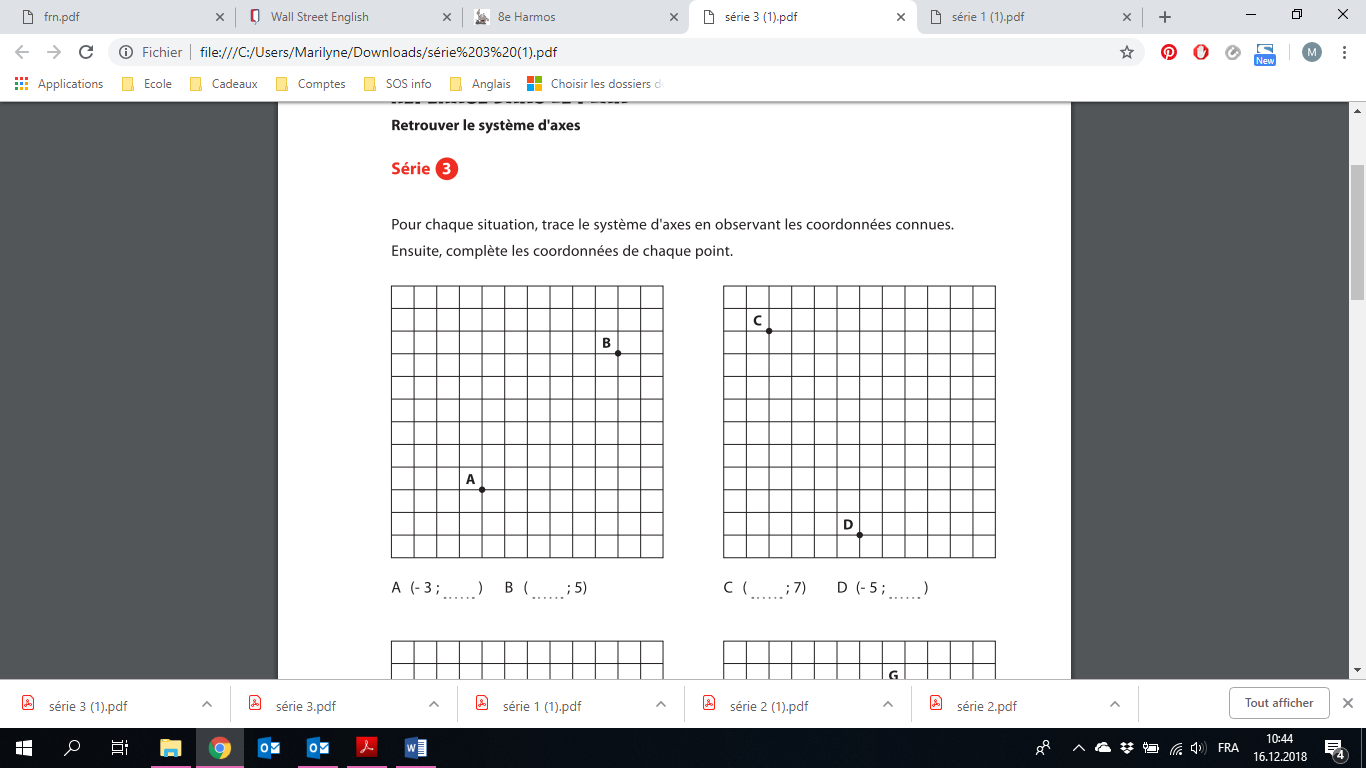 frn.pdf
Wall Street English
8e Harmos
série 3 (1).pdf
série 1 (1).pdf
Fichier
file:///C:/Users/Marilyne/Downloads/série%203%20(1).pdf
New
M
Applications
Ecole
Cadeaux
Comptes
SOS info
Anglais
Choisir les dossiers de
Retrouver le système d'axes
Série 3
Pour chaque situation, trace le système d'axes en observant les coordonnées connues.
Ensuite, complète les coordonnées de chaque point.
B
A
C
D
A (- 3 ; ...... ) B ( ...... ; 5)
C ( ...... ; 7) D (- 5 ; ...... )
G
série 3 (1).pdf
série 3.pdf
série 1 (1).pdf
série 2 (1).pdf
série 2.pdf
Tout afficher
FRA
10:44
16.12.2018
4